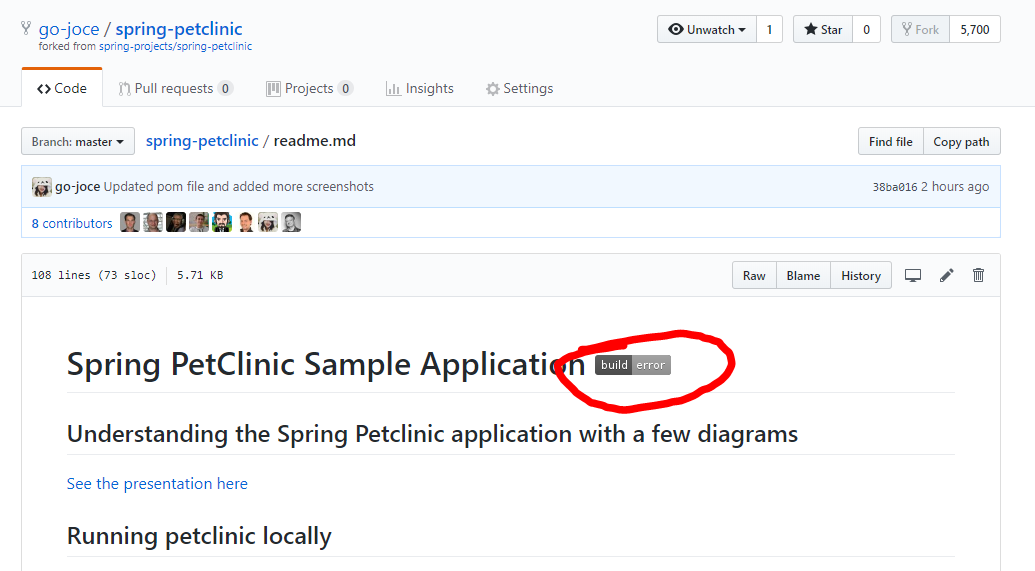 go-joce / spring-petclinic Unwatch 1 Star 0 Fork 5,700
forked from spring-projects/spring-petclinic
Code Pull requests 0 Projects 0 Insights Settings
Branch: master spring-petclinic / readme.md Find file Copy path
go-joce Updated pom file and added more screenshots 38ba016 2 hours ago
8 contributors
108 lines (73 sloc) 5.71 KB Raw Blame History
Spring PetClinic Sample Application build error
Understanding the Spring Petclinic application with a few diagrams
See the presentation here
Running petclinic locally